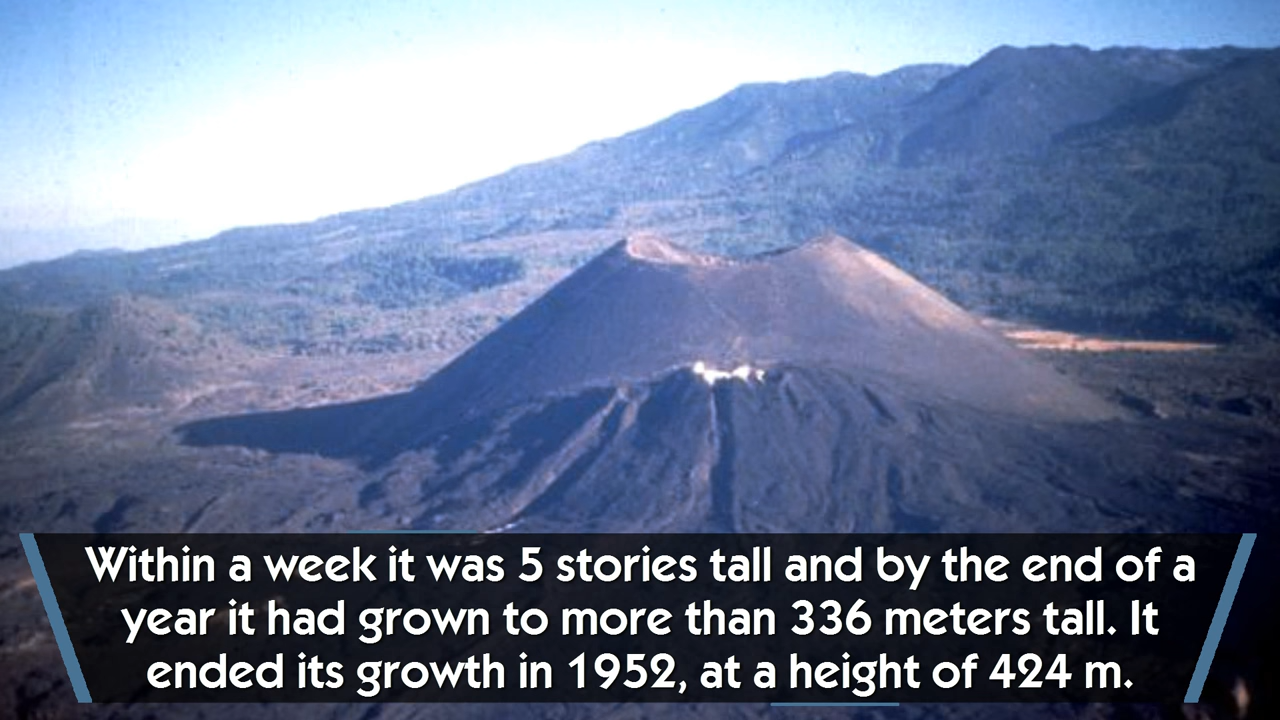 Within a week it was 5 stories tall and by the end of a
year it had grown to more than 336 meters tall. It
ended its growth in 1952, at a height of 424 m.